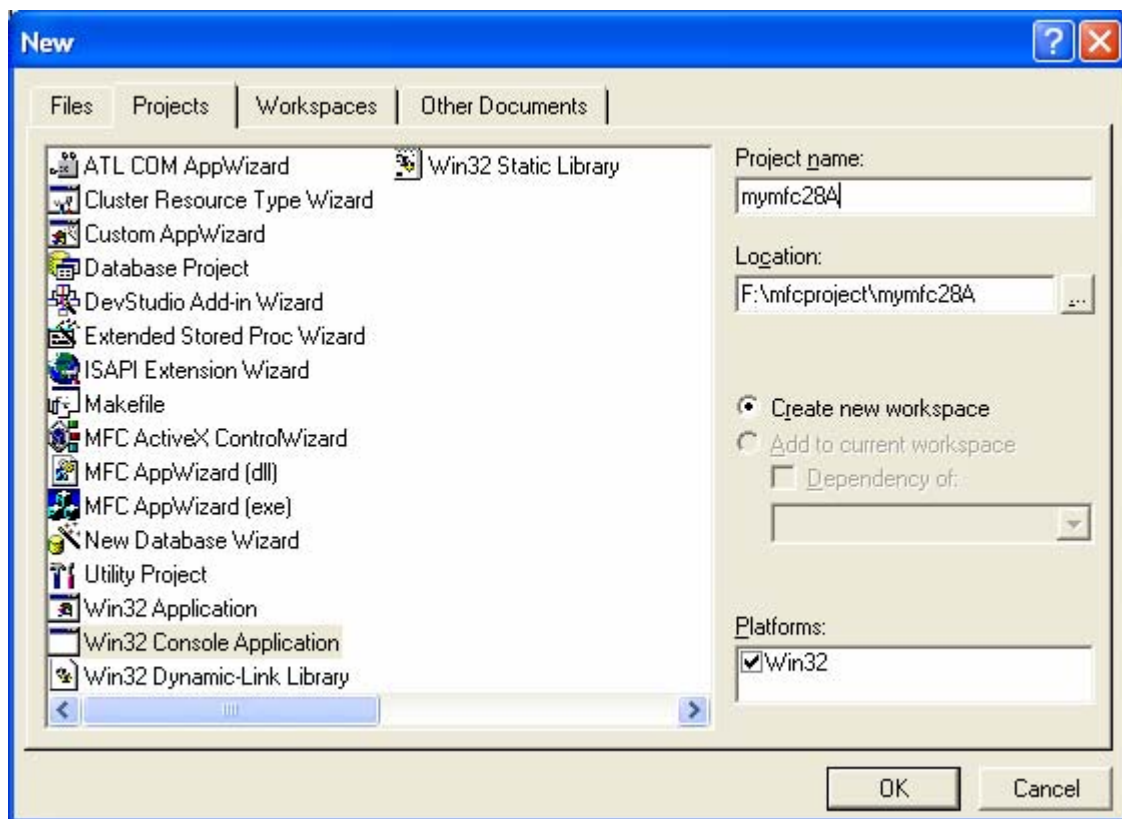 New
Files
Projects
Workspaces
Other Documents
ATL COM AppWizard
Cluster Resource Type Wizard
Custom AppWizard
Database Project
DevStudio Add-in Wizard
Extended Stored Proc Wizard
ISAPI Extension Wizard
Makefile
MFC ActiveX ControlWizard
MFC AppWizard (dll)
MFC AppWizard (exe)
New Database Wizard
Utility Project
Win32 Application
Win32 Console Application
Win32 Dynamic-Link Library
Win32 Static Library
Project name:
mymfc28A
Location:
F:\mfcproject\mymfc28A
...
Create new workspace
Add to current workspace
Dependency of:
Platforms:
Win32
OK
Cancel